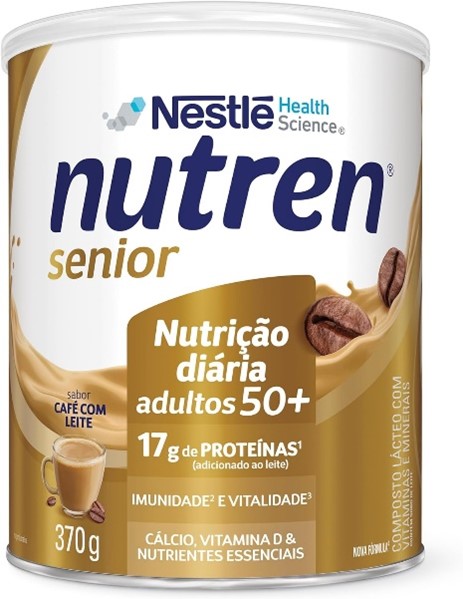 Nestlé Health
Science®
nutren®
senior
Nutrição
diária
adultos 50+
sabor
CAFÉ COM
LEITE
17g de PROTEÍNAS¹
(adicionado ao leite)
IMUNIDADE² E VITALIDADE³
370g
CÁLCIO, VITAMINA D &
NUTRIENTES ESSENCIAIS
COMPOSTO LÁCTEO COM
VITAMINAS E MINERAIS
NOVA FÓRMULA